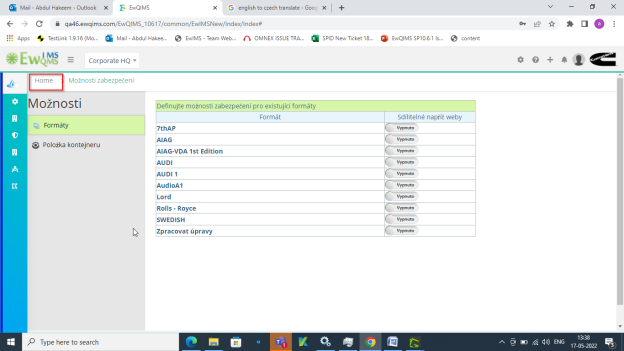 Mail - Abdul Hakeem - Outlook
EwQIMS
english to czech translate - Goo
qa46.ewqims.com/EwQIMS_10617/common/EwIMSNew/Index/Index#
Apps
TestLink 1.9.16 (Mo...
Mail - Abdul Hakee...
EwIMS - Team Web...
OMNEX ISSUE TRA...
SPID New Ticket 18...
EwQIMS SP10.6.1 Is...
content
EwQIMS
Corporate HQ
Home
Možnosti zabezpečení
Možnosti
Formáty
Položka kontejneru
Definujte možnosti zabezpečení pro existující formáty
Formát
Sdílitelné napříč weby
7thAP
Vypnuto
AIAG
Vypnuto
AIAG-VDA 1st Edition
Vypnuto
AUDI
Vypnuto
AUDI 1
Vypnuto
AudioA1
Vypnuto
Lord
Vypnuto
Rolls - Royce
Vypnuto
SWEDISH
Vypnuto
Zpracovat úpravy
Vypnuto
Type here to search
ENG
13:38
17-05-2022